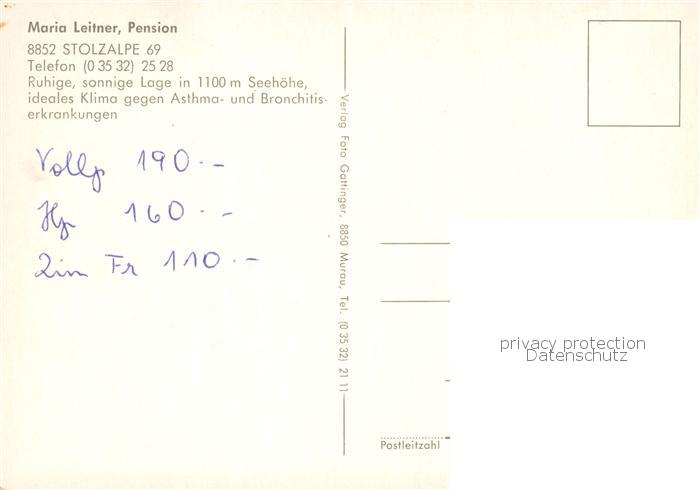 Maria Leitner, Pension
8852 STOLZALPE 69
Telefon (0 35 32) 25 28
Ruhige, sonnige Lage in 1100 m Seehöhe,
ideales Klima gegen Asthma- und Bronchitis-
erkrankungen
Vollp 190.-
Hp 160.-
Zim Fr 110.-
Verlag Foto Gattinger, 8850 Murau, Tel. (0 35 32) 21 11
privacy protection
Datenschutz
Postleitzahl